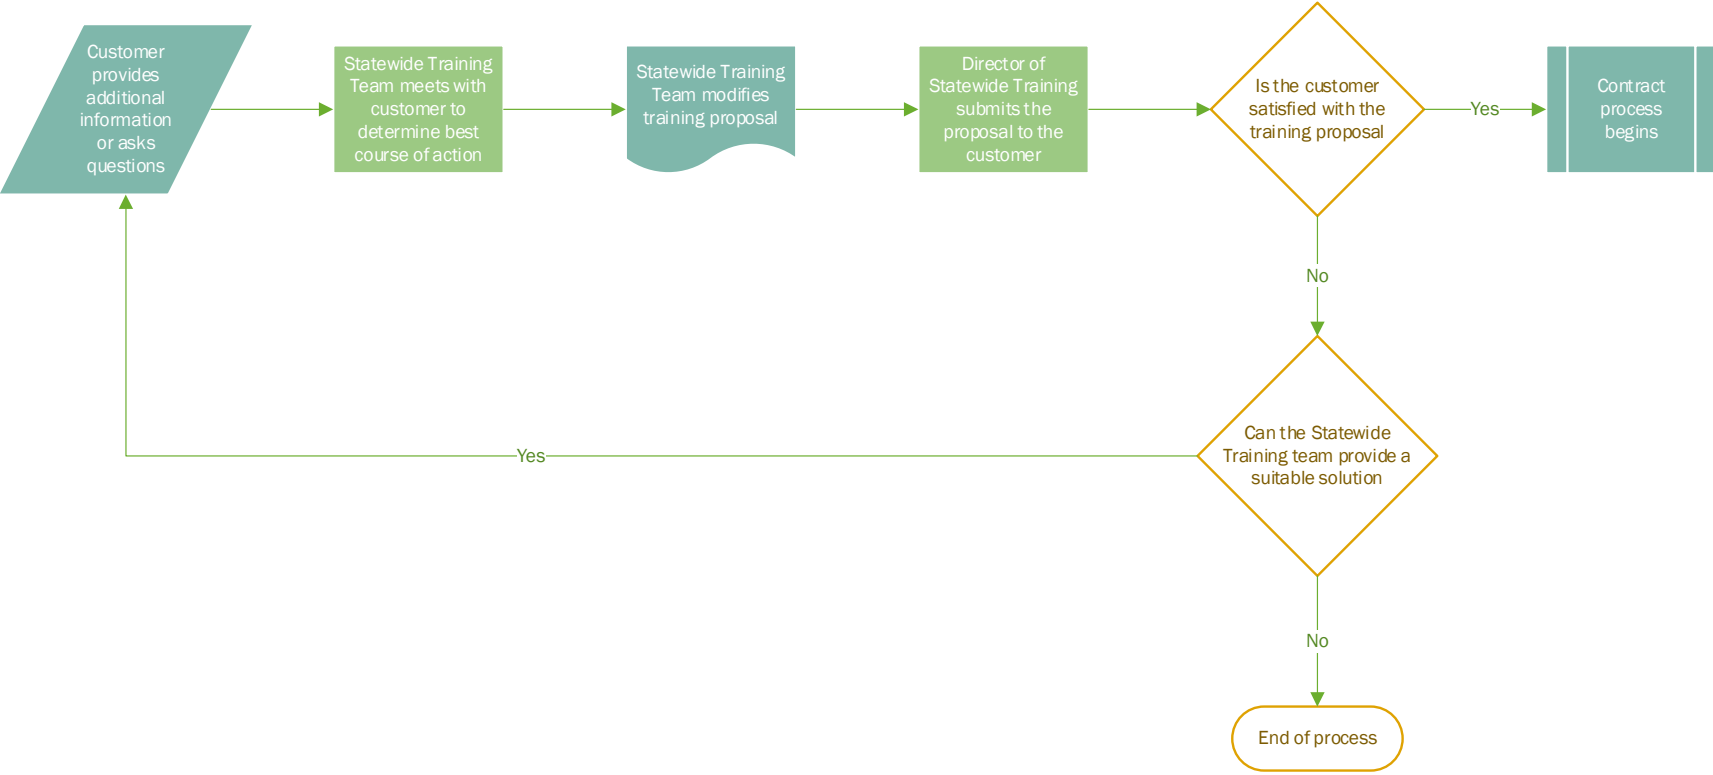 Customer
provides
additional
information
or asks
questions
Statewide Training
Team meets with
customer to
determine best
course of action
Statewide Training
Team modifies
training proposal
Director of
Statewide Training
submits the
proposal to the
customer
Is the customer
satisfied with the
training proposal
Yes
Contract
process
begins
No
Can the Statewide
Training team provide a
suitable solution
Yes
No
End of process